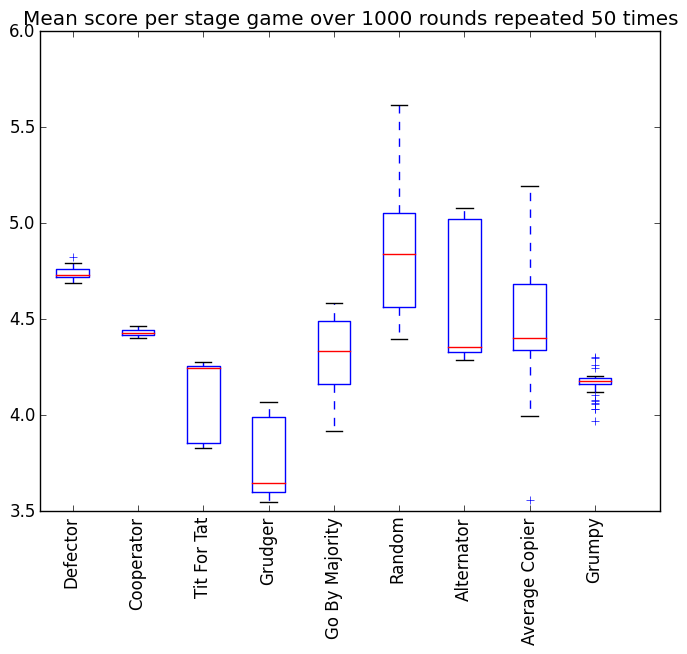 Mean score per stage game over 1000 rounds repeated 50 times
6.0
5.5
5.0
4.5
4.0
3.5
Defector
Cooperator
Tit For Tat
Grudger
Go By Majority
Random
Alternator
Average Copier
Grumpy